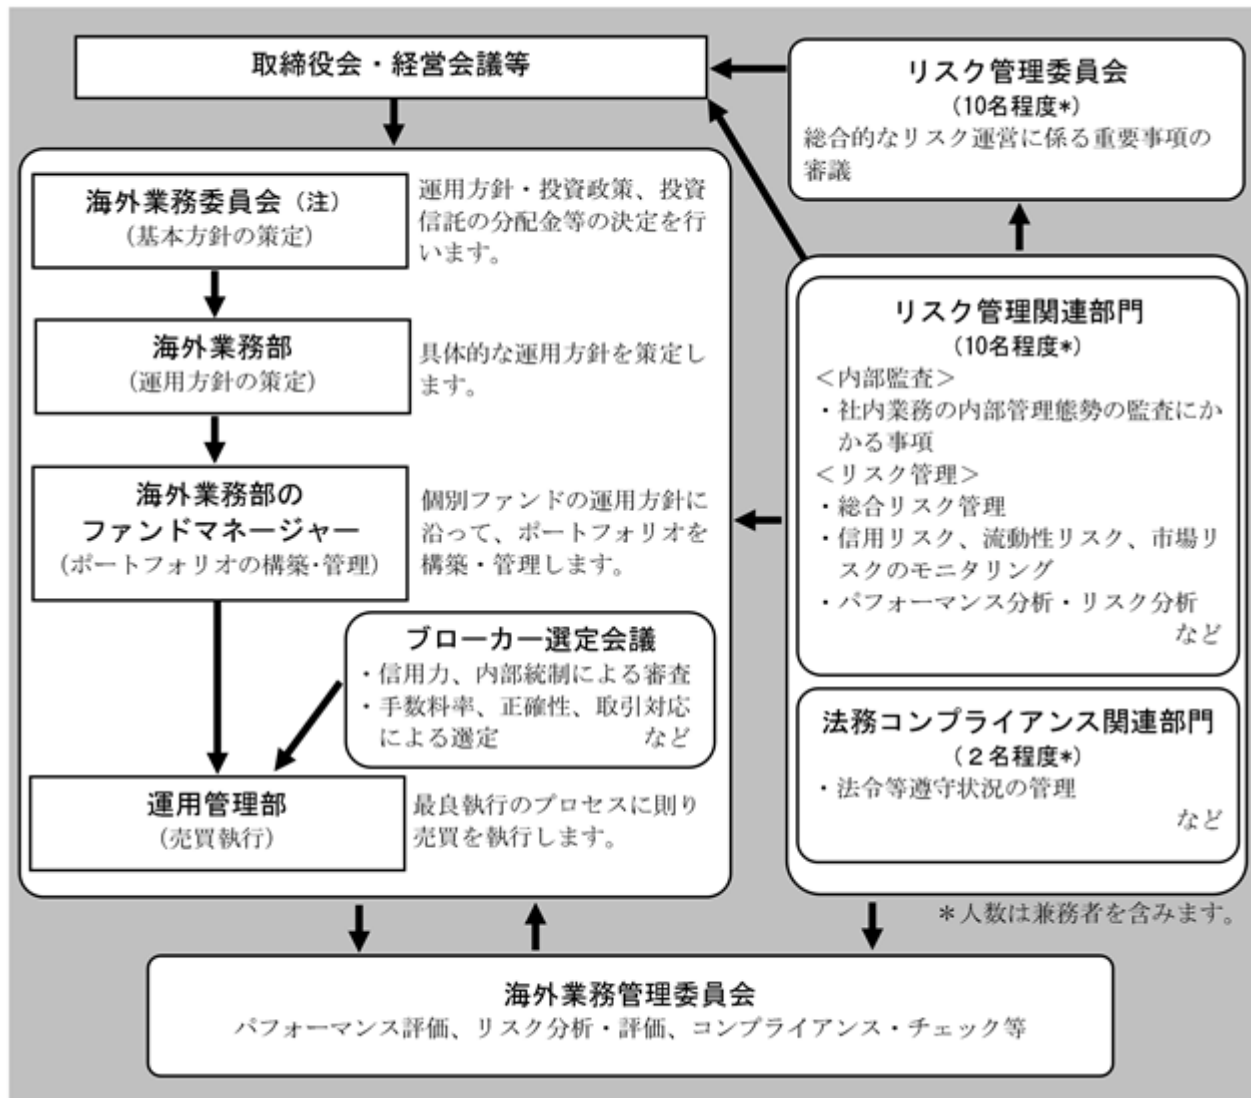 取締役会・経営会議等
リスク管理委員会
(10名程度*)
総合的なリスク運営に係る重要事項の
審議
海外業務委員会（注）
（基本方針の策定）
運用方針・投資政策、投資
信託の分配金等の決定を行
います。
海外業務部
（運用方針の策定）
具体的な運用方針を策定し
ます。
海外業務部の
ファンドマネージャー
（ポートフォリオの構築・管理）
個別ファンドの運用方針に
沿って、ポートフォリオを
構築・管理します。
ブローカー選定会議
・信用力、内部統制による審査
・手数料率、正確性、取引対応
による選定　など
運用管理部
（売買執行）
最良執行のプロセスに則り
売買を執行します。
リスク管理関連部門
(10名程度*)
＜内部監査＞
・社内業務の内部管理態勢の監査にか
かる事項
＜リスク管理＞
・総合リスク管理
・信用リスク、流動性リスク、市場リ
スクのモニタリング
・パフォーマンス分析・リスク分析
など
法務コンプライアンス関連部門
(２名程度*)
・法令等遵守状況の管理
など
＊人数は兼務者を含みます。
海外業務管理委員会
パフォーマンス評価、リスク分析・評価、コンプライアンス・チェック等